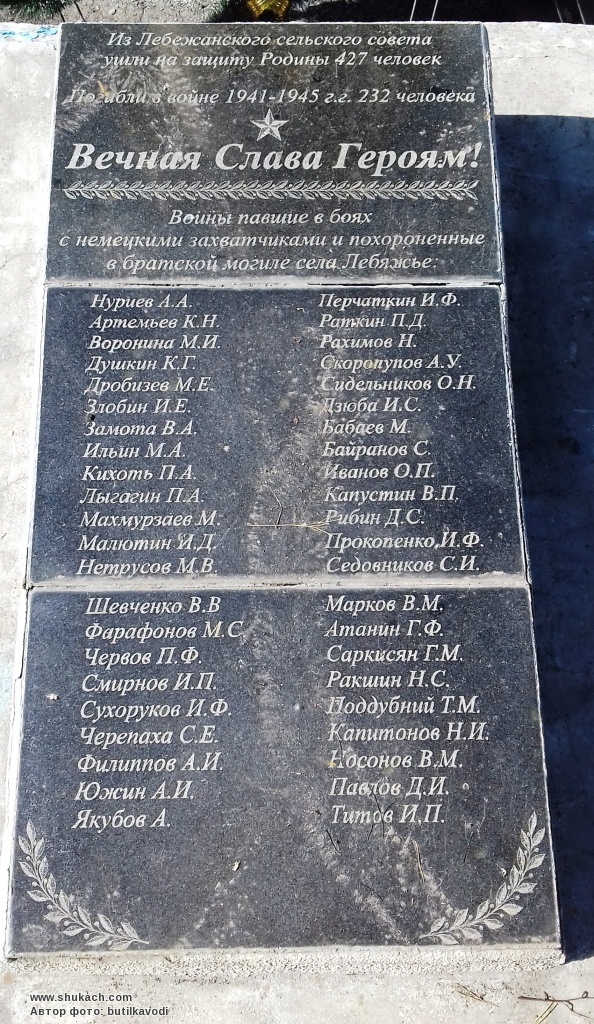 Из Лебежанского сельского совета
ушли на защиту Родины 427 человек
Погибли в войне 1941-1945 г.г. 232 человека
Вечная Слава Героям!
Воины павшие в боях
с немецкими захватчиками и похороненные
в братской могиле села Лебяжье:
Нуриев А.А.
Артемьев К.Н.
Воронина М.И.
Душкин К.Г.
Дробизев М.Е.
Злобин И.Е.
Замота В.А.
Ильин М.А.
Кихоть П.А.
Лыгагин П.А.
Махмурзаев М.
Малютин И.Д.
Нетрусов М.В.
Перчаткин И.Ф.
Раткин П.Д.
Рахимов Н.
Скоропупов А.У.
Сидельников О.Н.
Дзюба И.С.
Бабаев М.
Байранов С.
Иванов О.П.
Капустин В.П.
Рибин Д.С.
Прокопенко И.Ф.
Седовников С.И.
Шевченко В.В
Фарафонов М.С.
Червов П.Ф.
Смирнов И.П.
Сухоруков И.Ф.
Черепаха С.Е.
Филиппов А.И.
Южин А.И.
Якубов А.
Марков В.М.
Атанин Г.Ф.
Саркисян Г.М.
Ракшин Н.С.
Поддубний Т.М.
Капитонов Н.И.
Носонов В.М.
Павлов Д.И.
Титов И.П.
www.shukach.com
Автор фото: butilkavodi